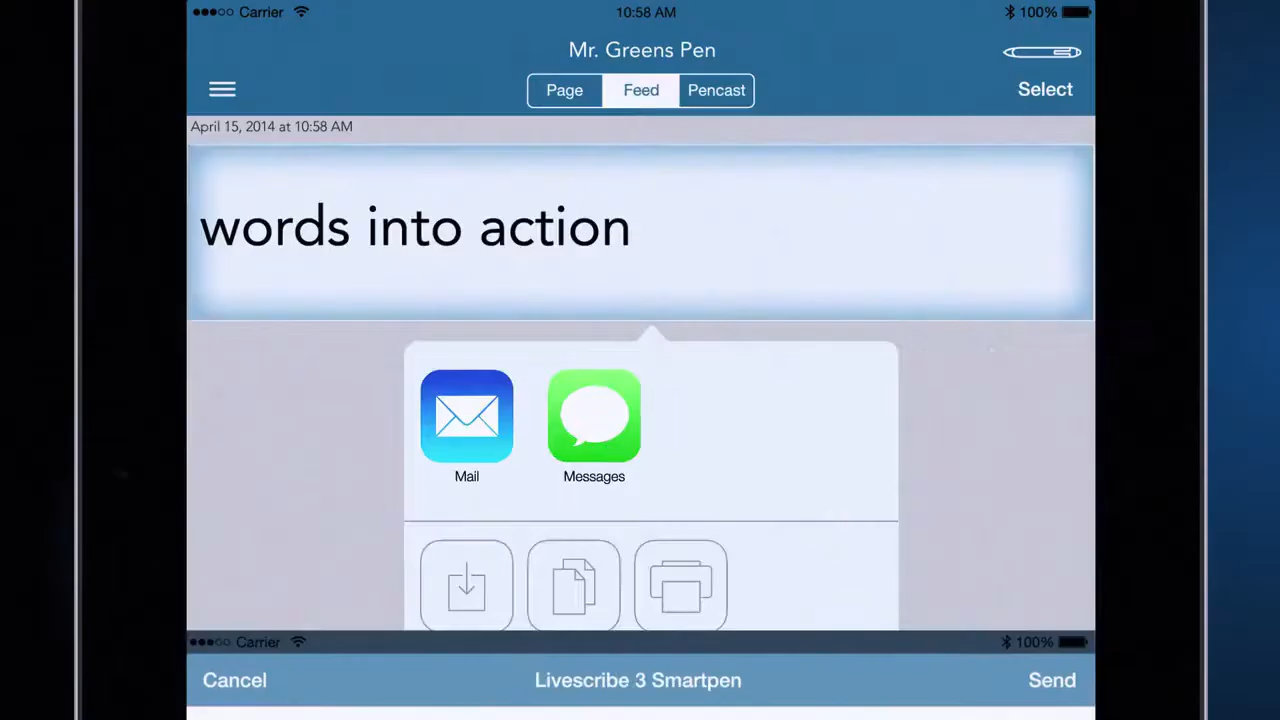 Carrier 10:58 AM 100%
Mr. Greens Pen
Page Feed Pencast Select
April 15, 2014 at 10:58 AM
words into action
Mail Messages
Carrier 100%
Cancel Livescribe 3 Smartpen Send